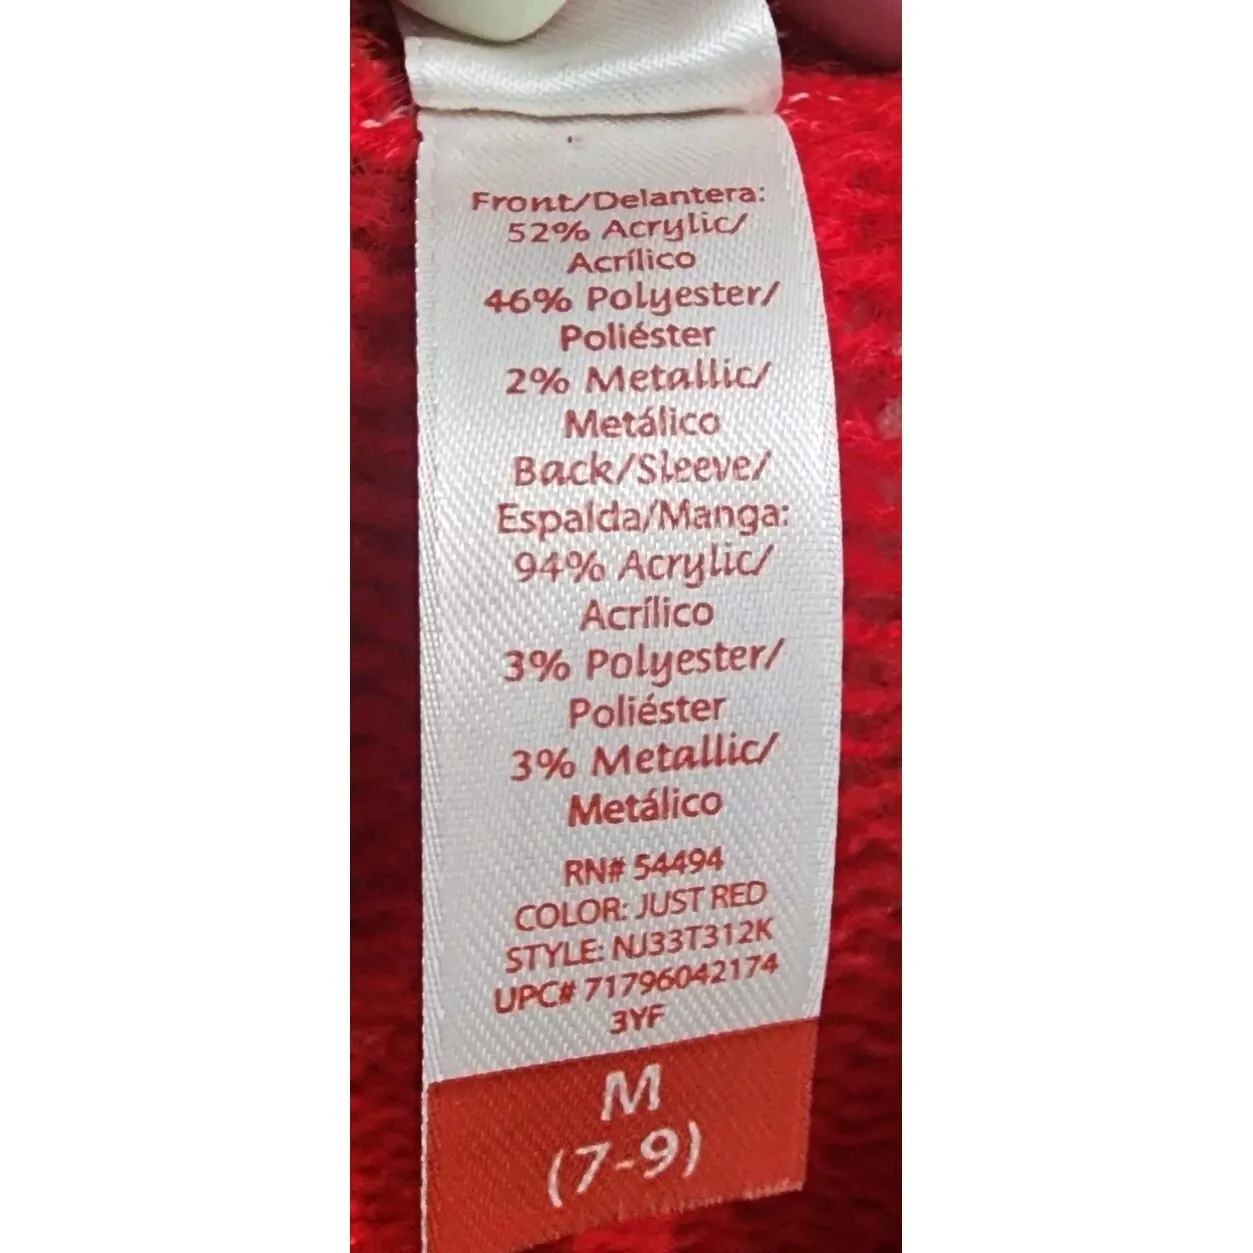 Front/Delantera:
52% Acrylic/
Acrílico
46% Polyester/
Poliéster
2% Metallic/
Metálico
Back/Sleeve/
Espalda/Manga:
94% Acrylic/
Acrílico
3% Polyester/
Poliéster
3% Metallic/
Metálico
RN# 54494
COLOR: JUST RED
STYLE: NJ33T312K
UPC# 71796042174
3YF
M
(7-9)